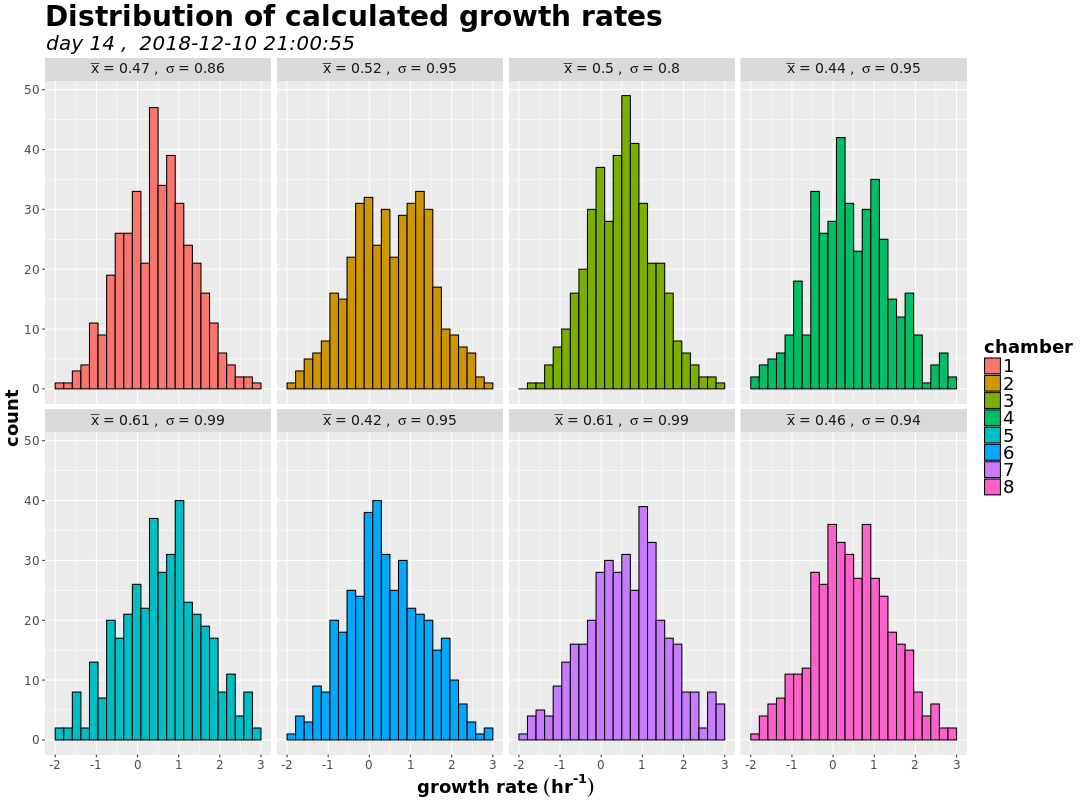 Distribution of calculated growth rates
day 14 ,  2018-12-10 21:00:55
x̅ = 0.47 ,  σ = 0.86
x̅ = 0.52 ,  σ = 0.95
x̅ = 0.5 ,  σ = 0.8
x̅ = 0.44 ,  σ = 0.95
50
40
30
20
10
0
x̅ = 0.61 ,  σ = 0.99
x̅ = 0.42 ,  σ = 0.95
x̅ = 0.61 ,  σ = 0.99
x̅ = 0.46 ,  σ = 0.94
50
40
30
20
10
0
-2 -1 0 1 2 3
-2 -1 0 1 2 3
-2 -1 0 1 2 3
-2 -1 0 1 2 3
growth rate (hr⁻¹)
count
chamber
1
2
3
4
5
6
7
8